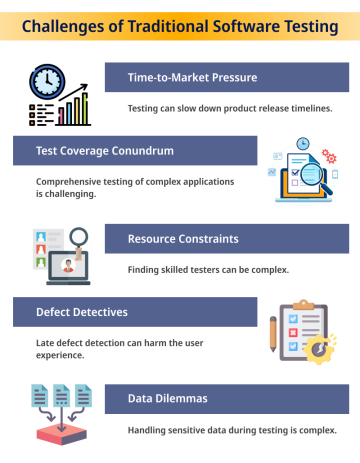 Challenges of Traditional Software Testing
Time-to-Market Pressure
Testing can slow down product release timelines.
Test Coverage Conundrum
Comprehensive testing of complex applications
is challenging.
Resource Constraints
Finding skilled testers can be complex.
Defect Detectives
Late defect detection can harm the user
experience.
Data Dilemmas
Handling sensitive data during testing is complex.